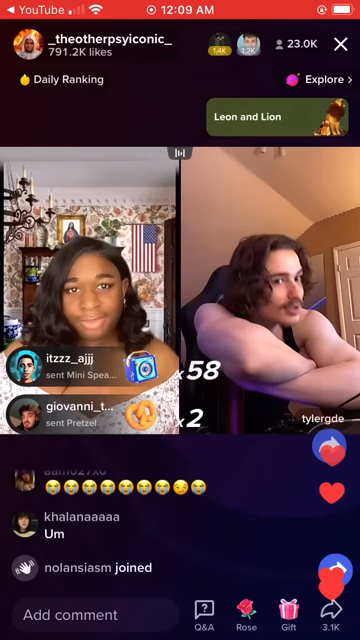 YouTube
12:09 AM
_theotherpsyiconic_
791.2K likes
1.4K
1.2K
23.0K
Daily Ranking
Explore
Leon and Lion
itzzz_ajjj
sent Mini Spea...
x58
giovanni_t...
sent Pretzel
x2
tylergde
khalanaaaaa
Um
nolansiasm joined
Add comment
Q&A
Rose
Gift
3.1K